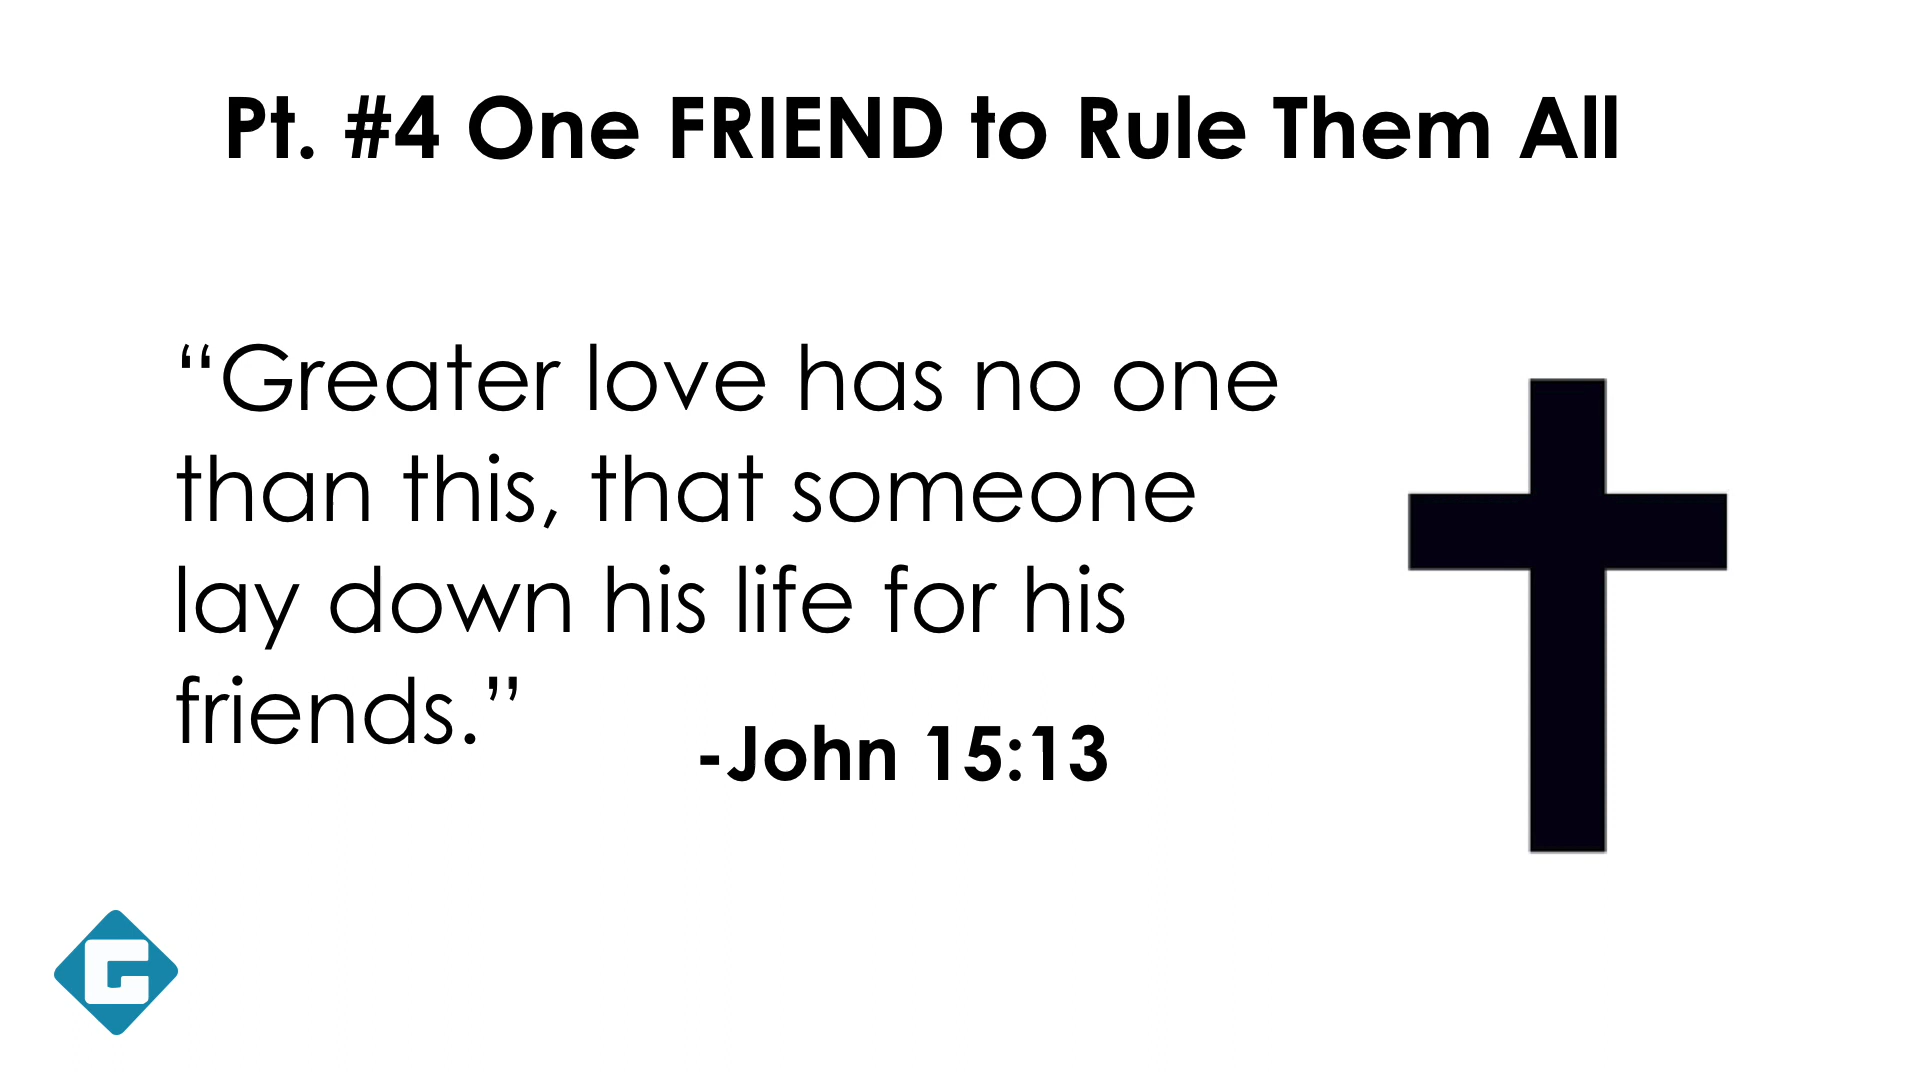 Pt. #4 One FRIEND to Rule Them All
“Greater love has no one
than this, that someone
lay down his life for his
friends.”
-John 15:13
G